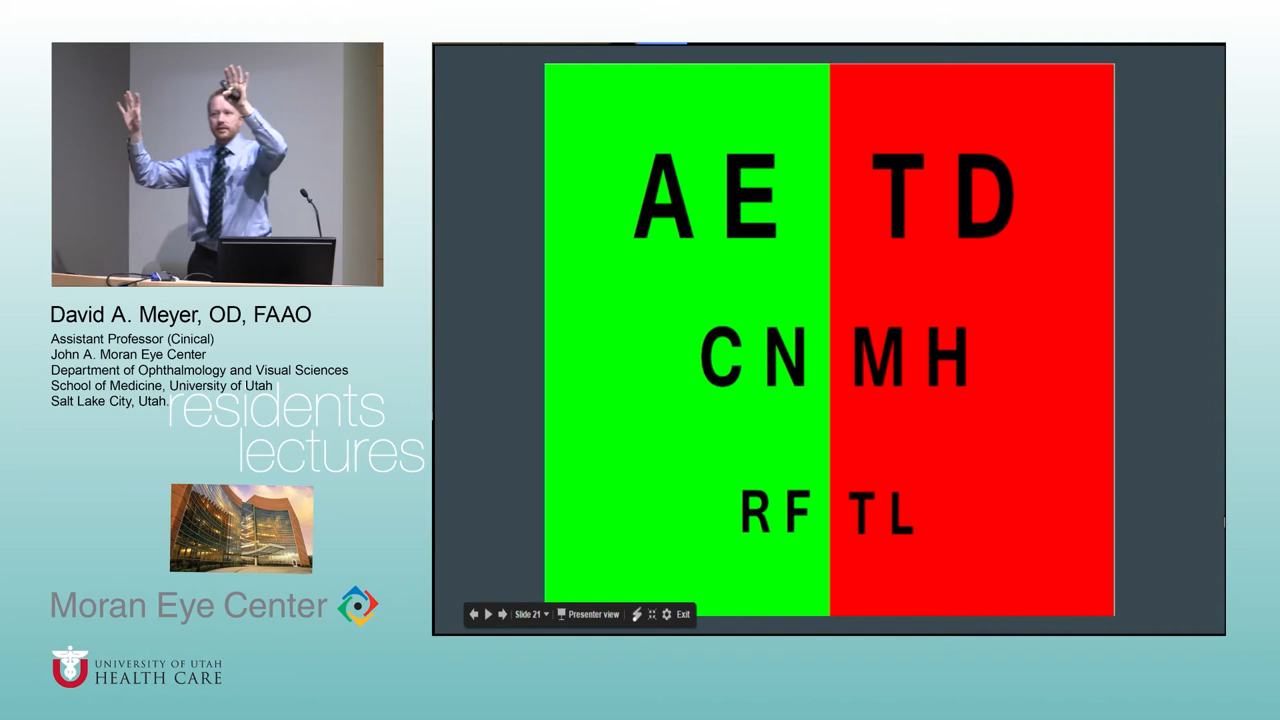 David A. Meyer, OD, FAAO
Assistant Professor (Cinical)
John A. Moran Eye Center
Department of Ophthalmology and Visual Sciences
School of Medicine, University of Utah
Salt Lake City, Utah.
residents
lectures
Moran Eye Center
UNIVERSITY OF UTAH
HEALTH CARE
A E T D
C N M H
R F T L
Slide 21 Presenter view Exit